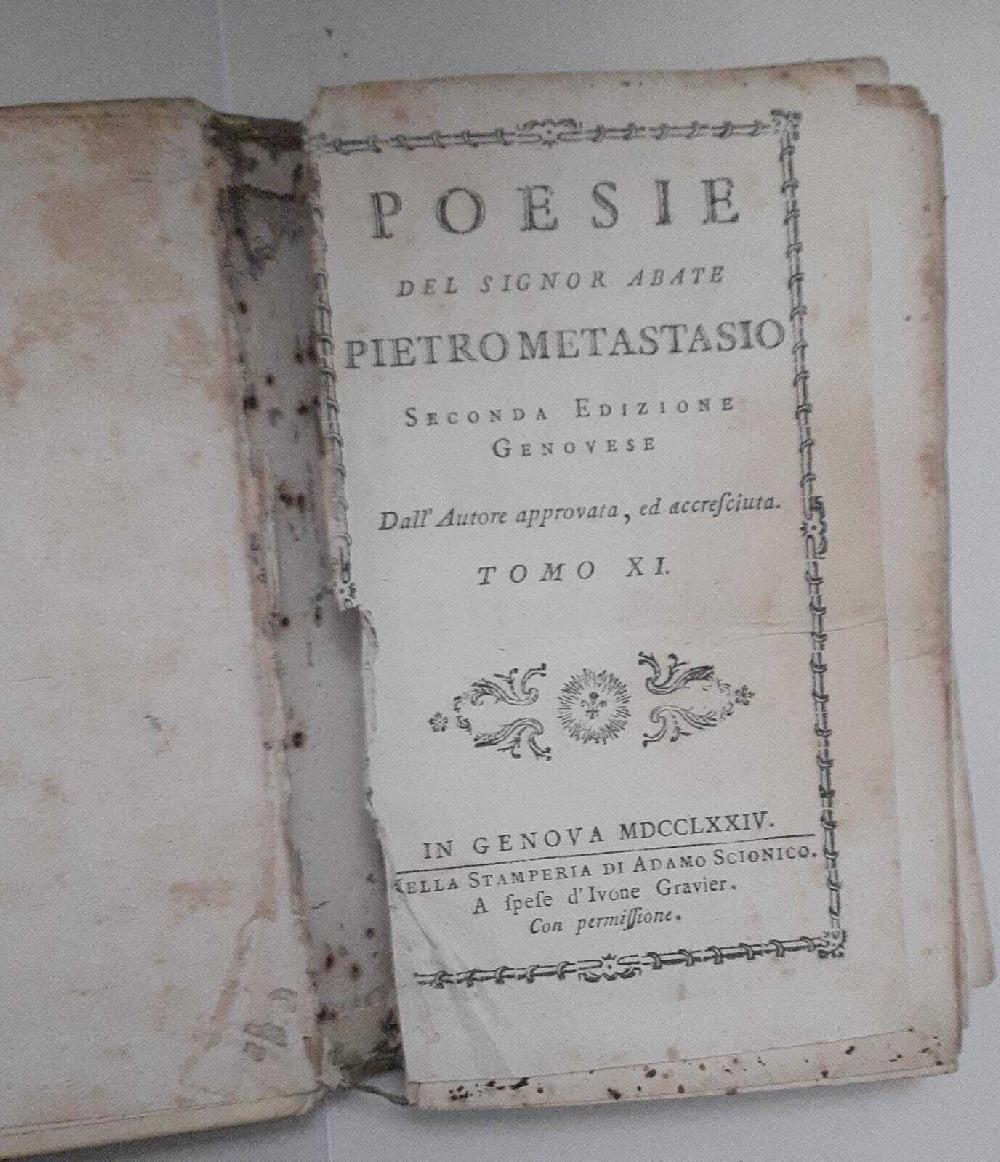 POESIE
DEL SIGNOR ABATE
PIETRO METASTASIO
SECONDA EDIZIONE
GENOVESE
Dall' Autore approvata, ed accreſciuta.
TOMO XI.
IN GENOVA MDCCLXXIV.
NELLA STAMPERIA DI ADAMO SCIONICO.
A ſpeſe d'Ivone Gravier.
Con permiſſione.